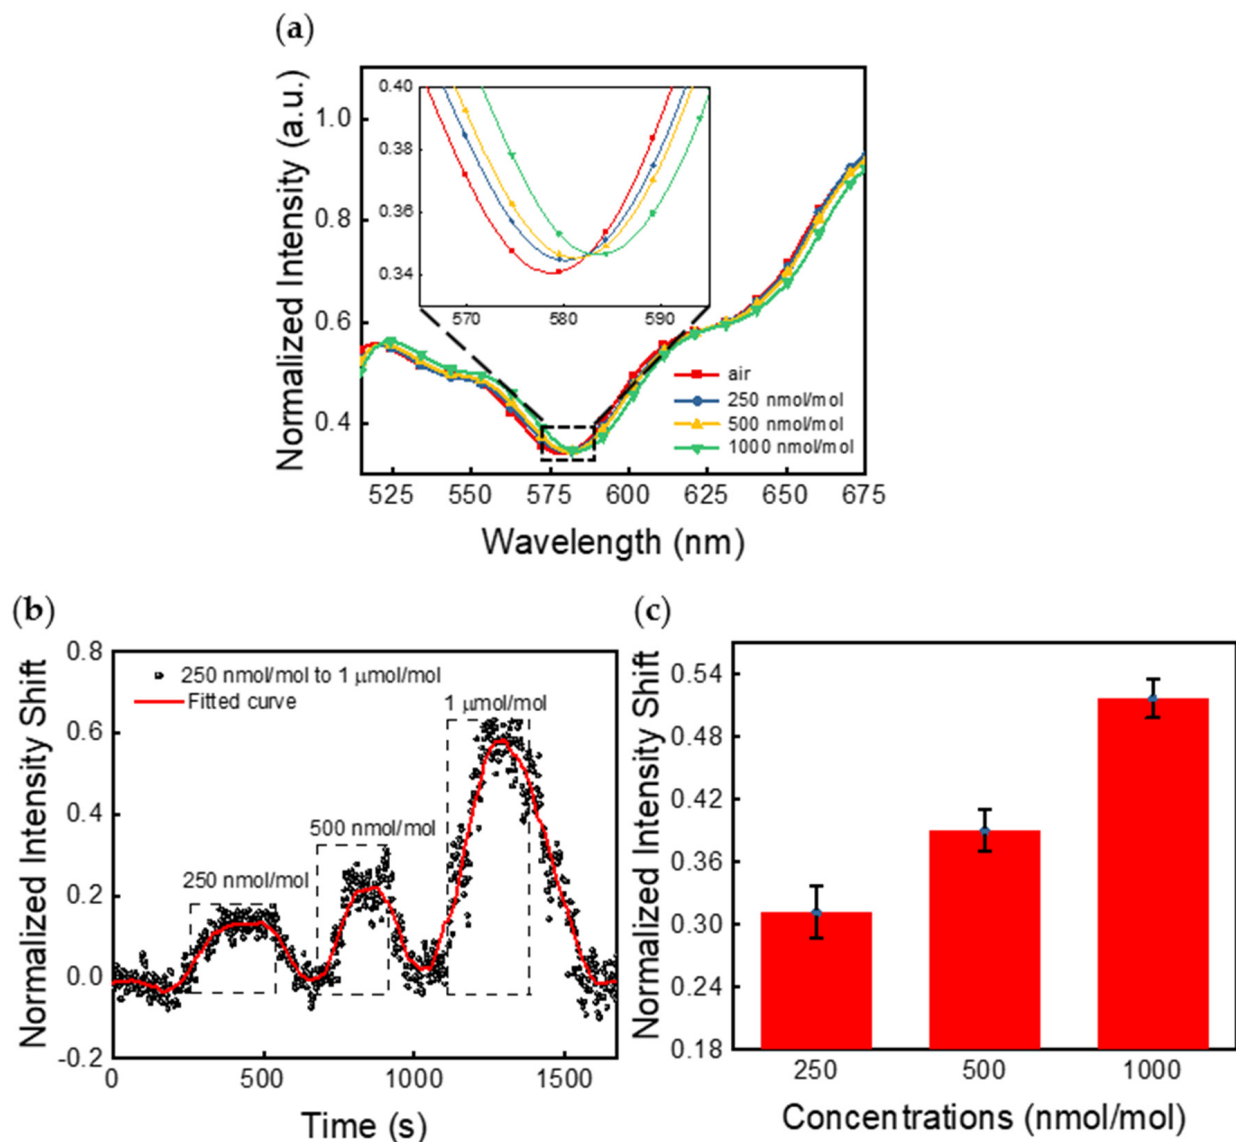 (a)
Normalized Intensity (a.u.)
1.0
0.8
0.6
0.4
0.40
0.38
0.36
0.34
570
580
590
air
250 nmol/mol
500 nmol/mol
1000 nmol/mol
525
550
575
600
625
650
675
Wavelength (nm)
(b)
Normalized Intensity Shift
0.8
0.6
0.4
0.2
0.0
-0.2
250 nmol/mol to 1 μmol/mol
Fitted curve
1 μmol/mol
500 nmol/mol
250 nmol/mol
0
500
1000
1500
Time (s)
(c)
Normalized Intensity Shift
0.54
0.48
0.42
0.36
0.30
0.24
0.18
250
500
1000
Concentrations (nmol/mol)